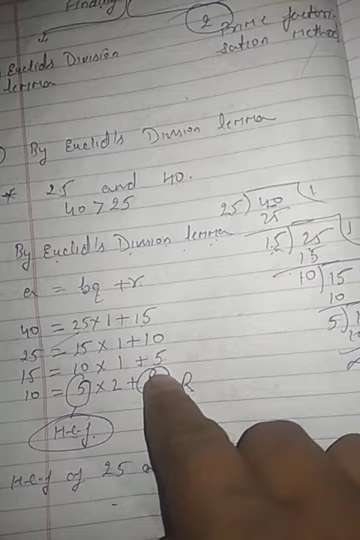 Finding
I
2 Prime factori-
sation method
Euclid's Division
lemma
By Euclid's Division lemma
* 25 and 40.
40 > 25
25) 40 (1
25
15) 25 (1
15
10) 15
10
5)
By Euclid's Division lemma
a = bq + r
40 = 25 × 1 + 15
25 = 15 × 1 + 10
15 = 10 × 1 + 5
10 = 5 × 2 + 0 R
H.C.f.
H.C.f of 25